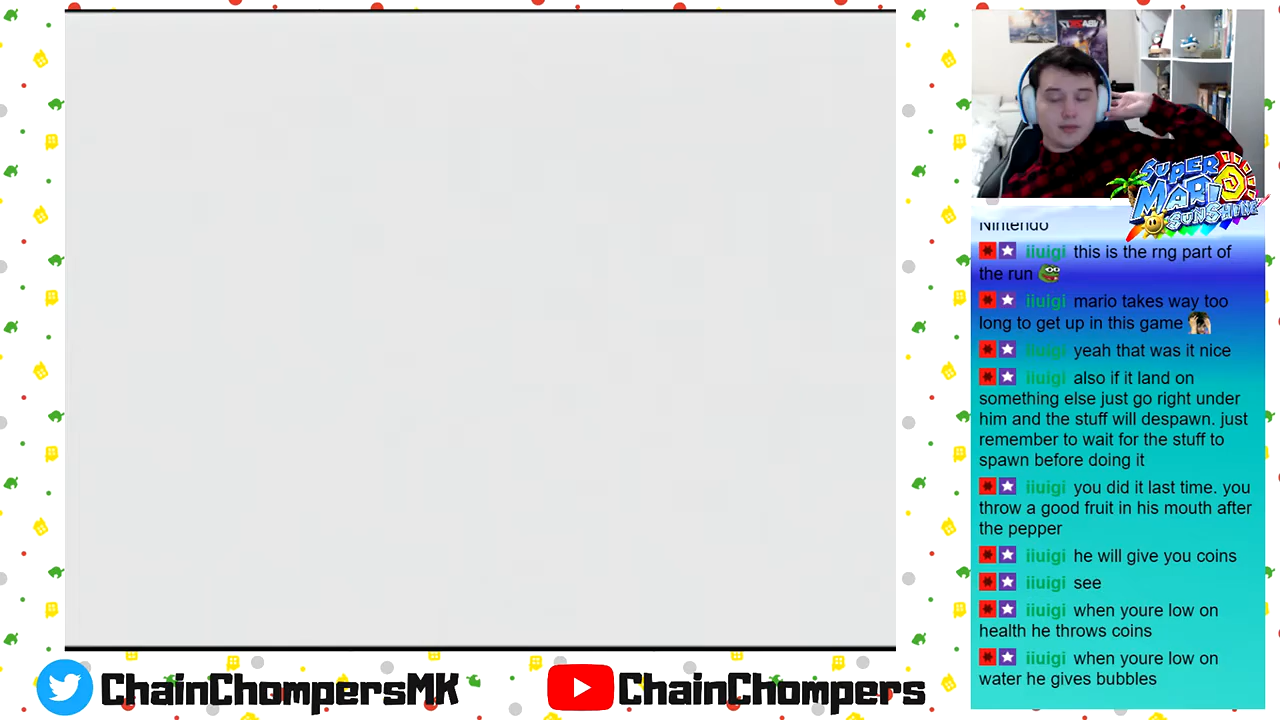 SUPER
MARIO
SUNSHINE
Nintendo
iiuigi this is the rng part of
the run
iiuigi mario takes way too
long to get up in this game
iiuigi yeah that was it nice
iiuigi also if it land on
something else just go right under
him and the stuff will despawn. just
remember to wait for the stuff to
spawn before doing it
iiuigi you did it last time. you
throw a good fruit in his mouth after
the pepper
iiuigi he will give you coins
iiuigi see
iiuigi when youre low on
health he throws coins
iiuigi when youre low on
water he gives bubbles
ChainChompersMK
ChainChompers